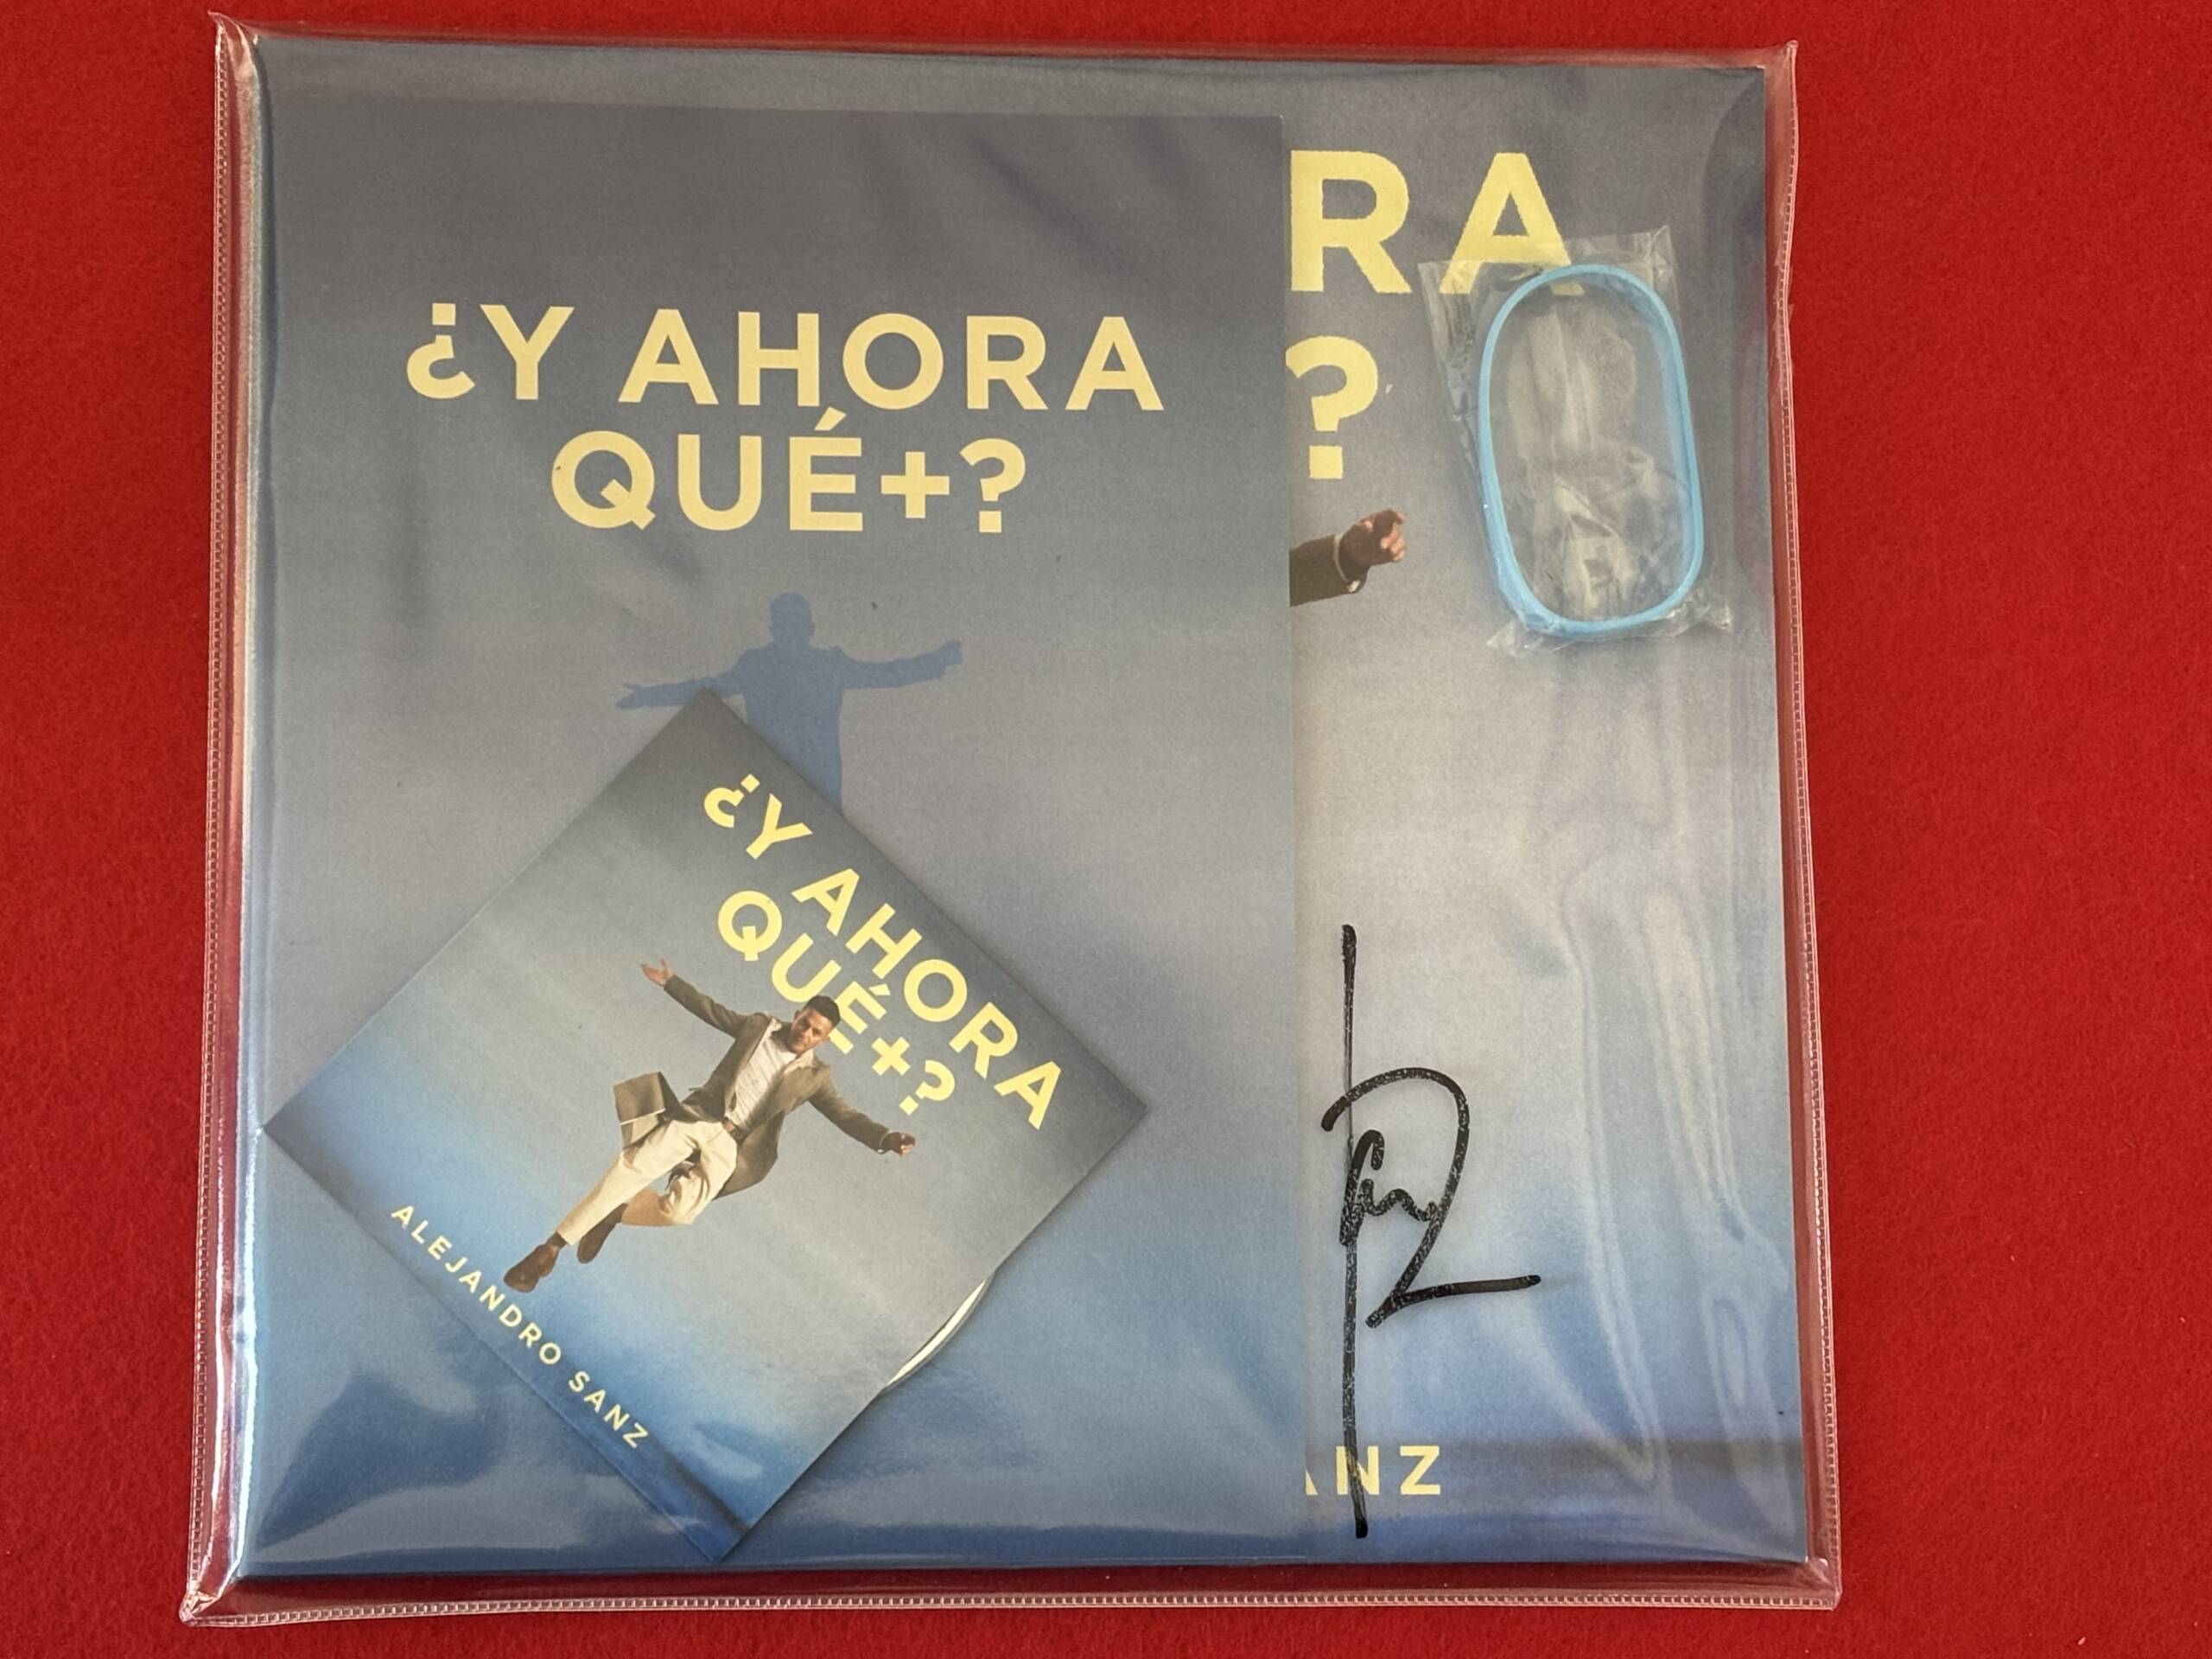 ¿Y AHORA
QUÉ+?
RA
?
¿Y AHORA
QUÉ+?
ALEJANDRO SANZ
ANZ